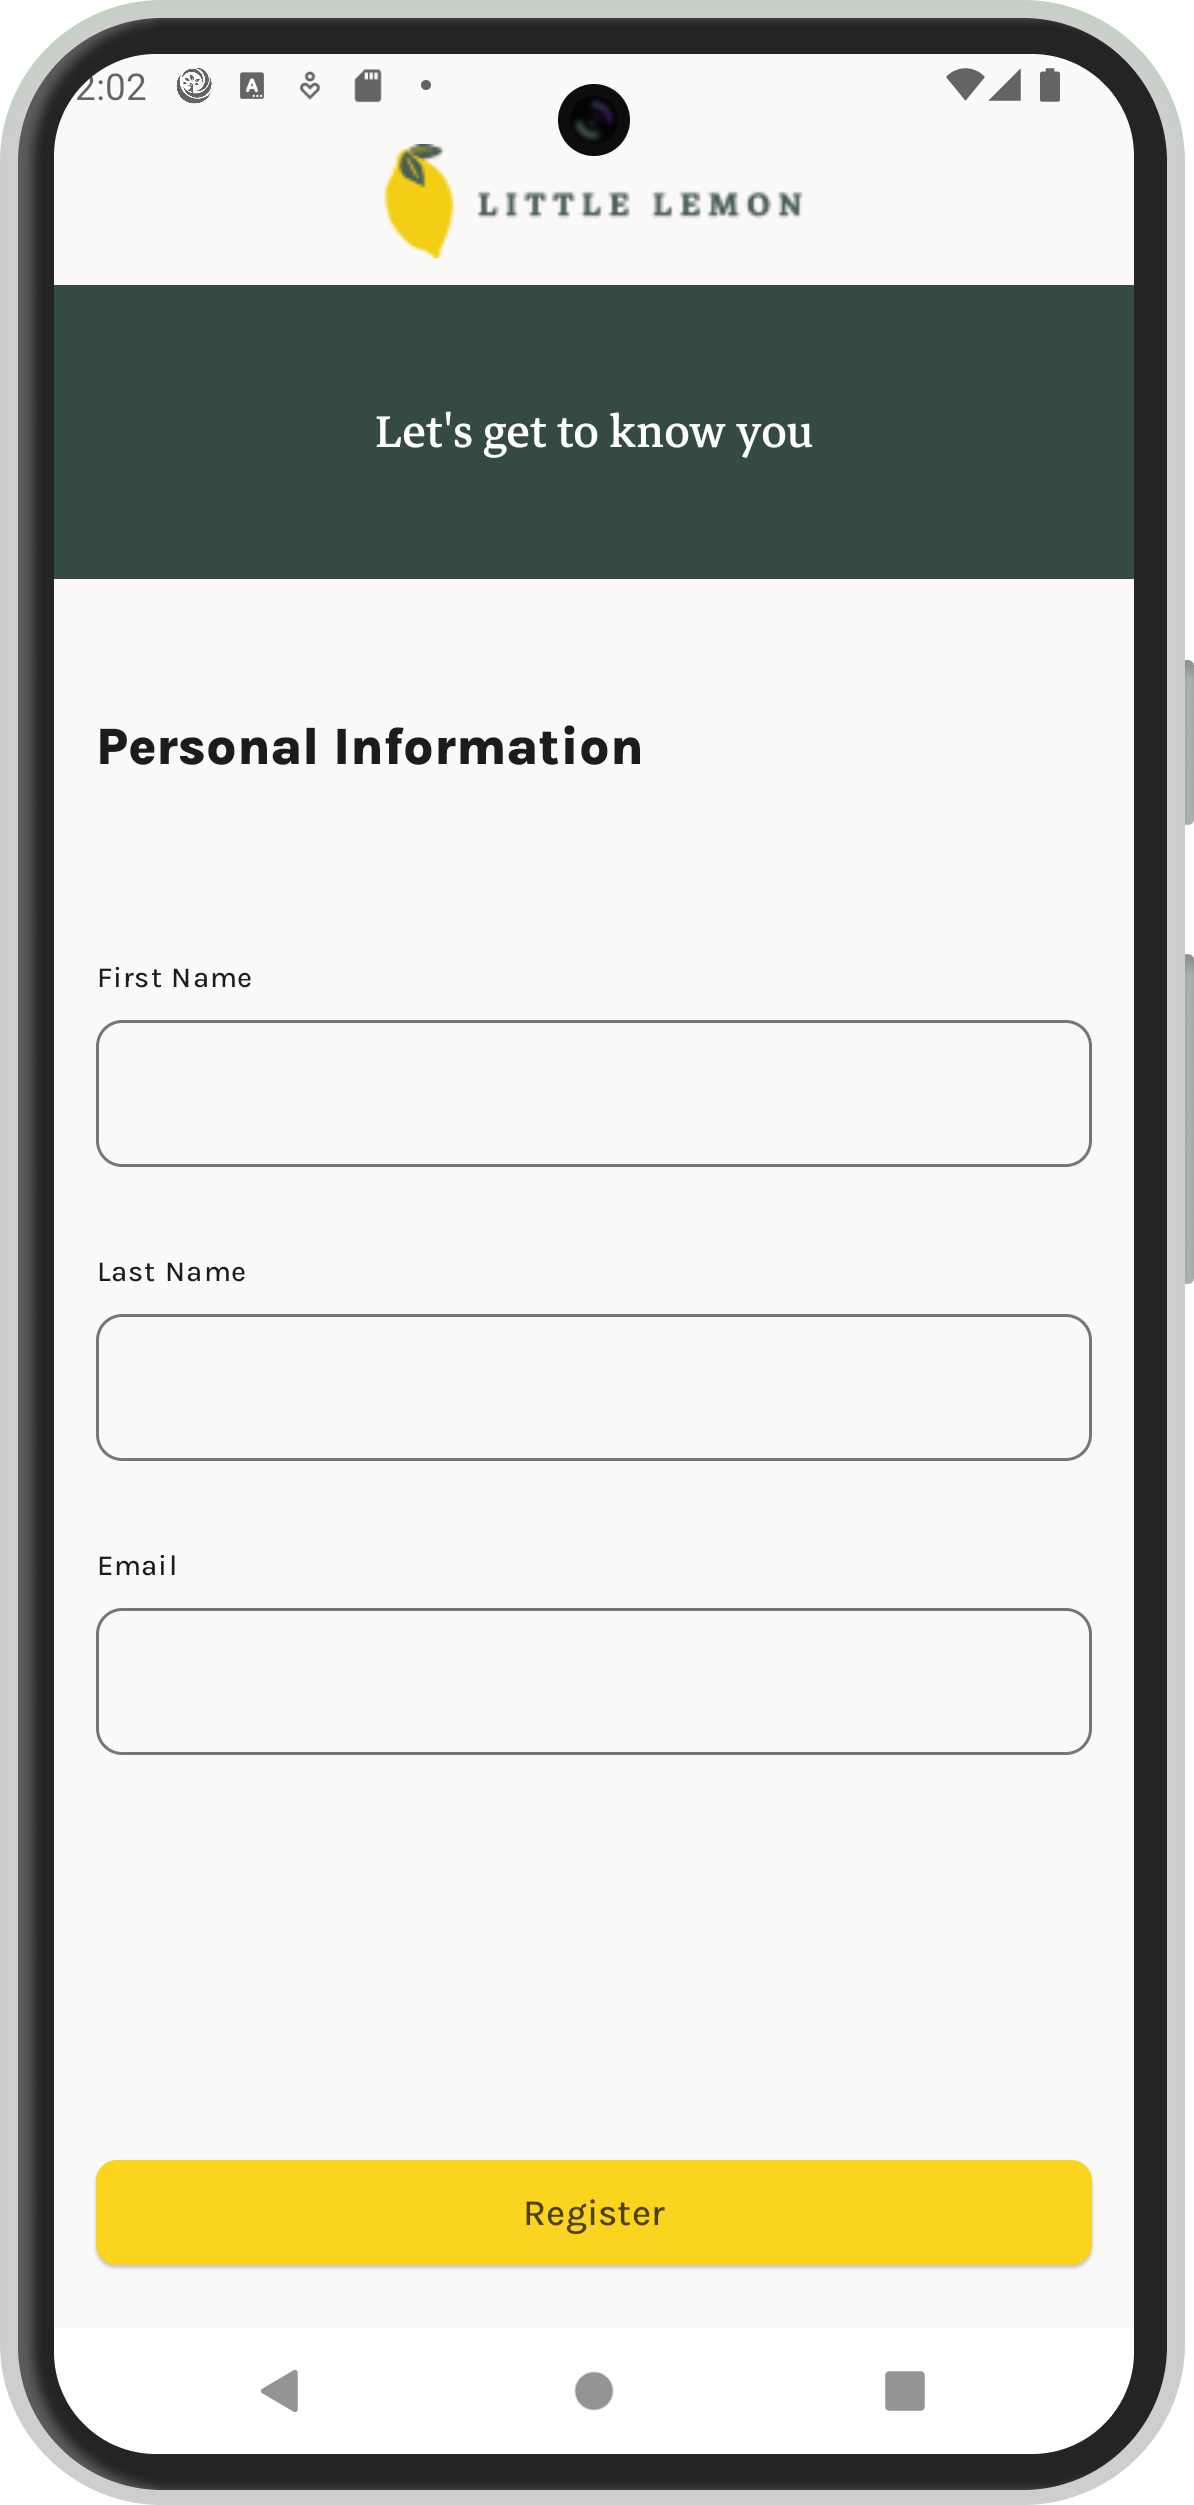 2:02
LITTLE LEMON
Let's get to know you
Personal Information
First Name
Last Name
Email
Register